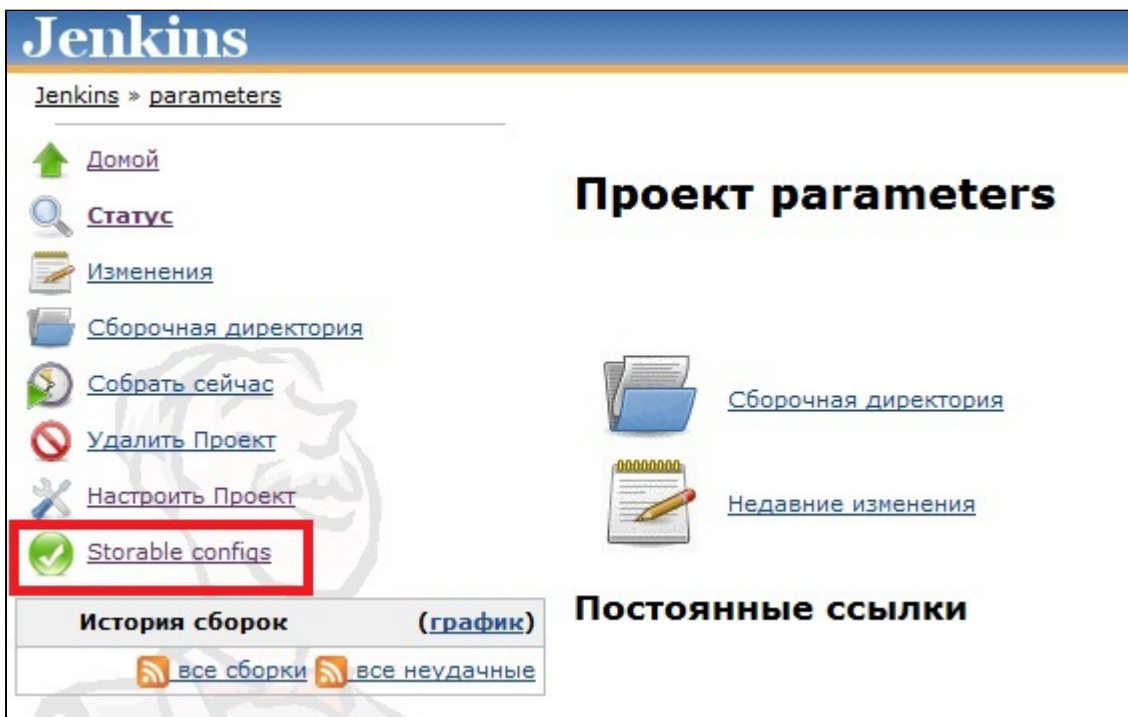 Jenkins
Jenkins » parameters
Домой
Статус
Изменения
Сборочная директория
Собрать сейчас
Удалить Проект
Настроить Проект
Storable configs
История сборок (график)
все сборки все неудачные
Проект parameters
Сборочная директория
Недавние изменения
Постоянные ссылки